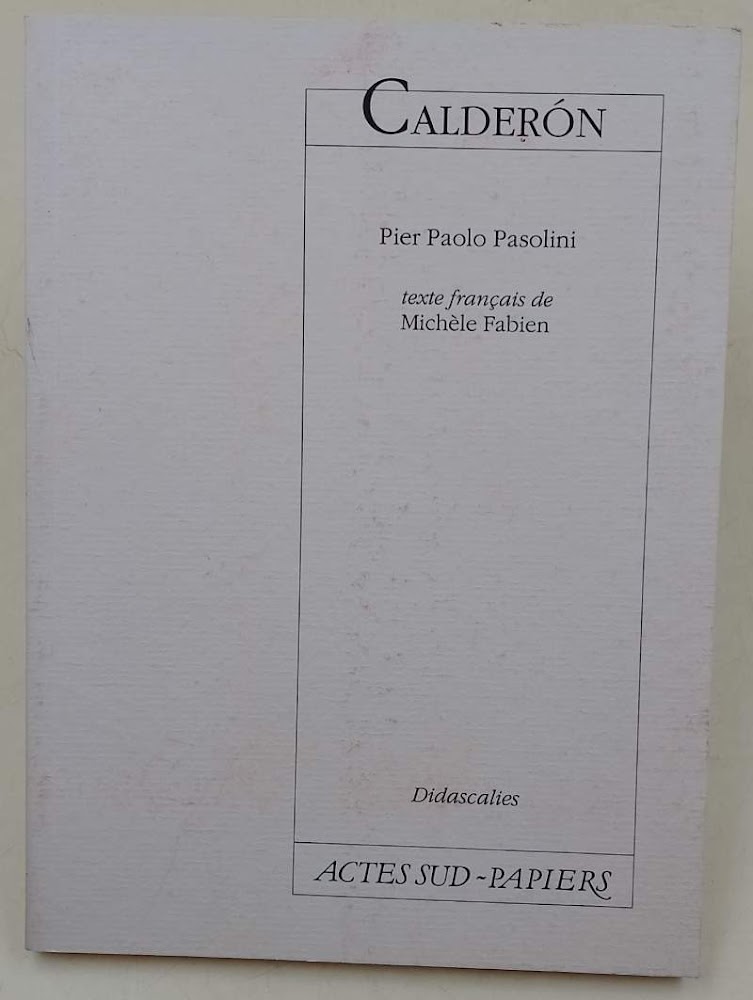 CALDERÓN
Pier Paolo Pasolini
texte français de
Michèle Fabien
Didascalies
ACTES SUD ~ PAPIERS